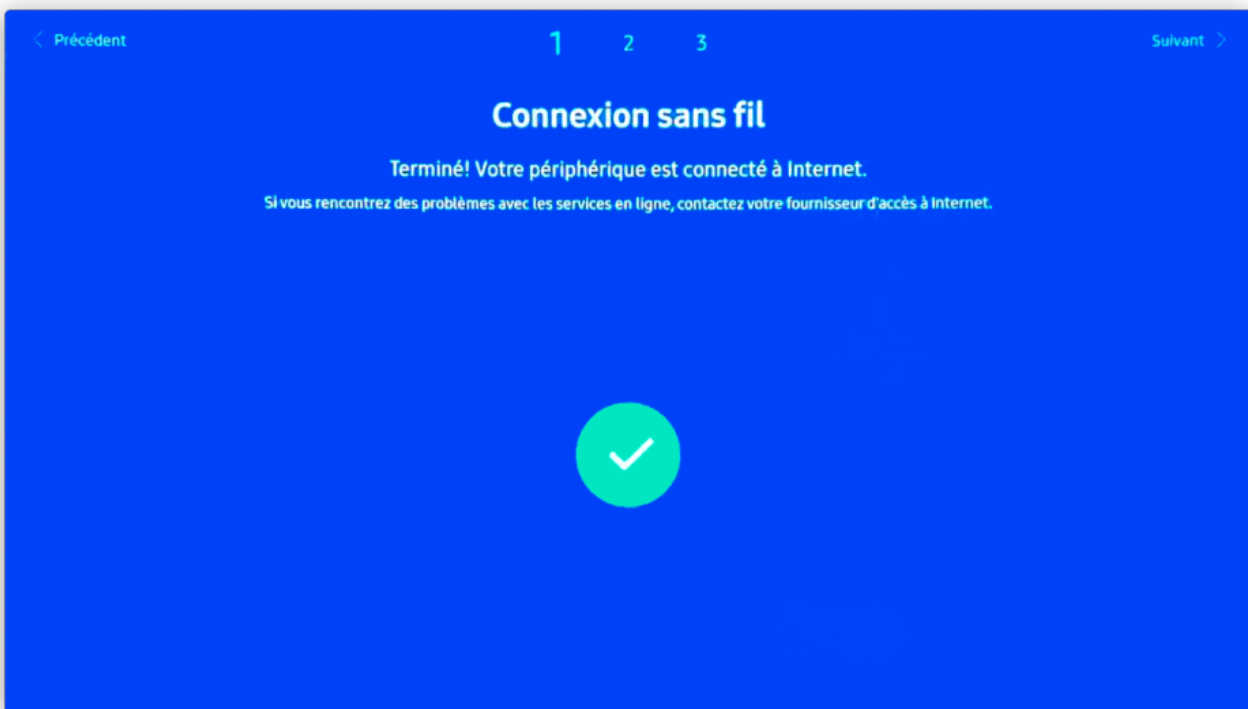 Précédent
1 2 3
Suivant
Connexion sans fil
Terminé! Votre périphérique est connecté à Internet.
Si vous rencontrez des problèmes avec les services en ligne, contactez votre fournisseur d'accès à Internet.